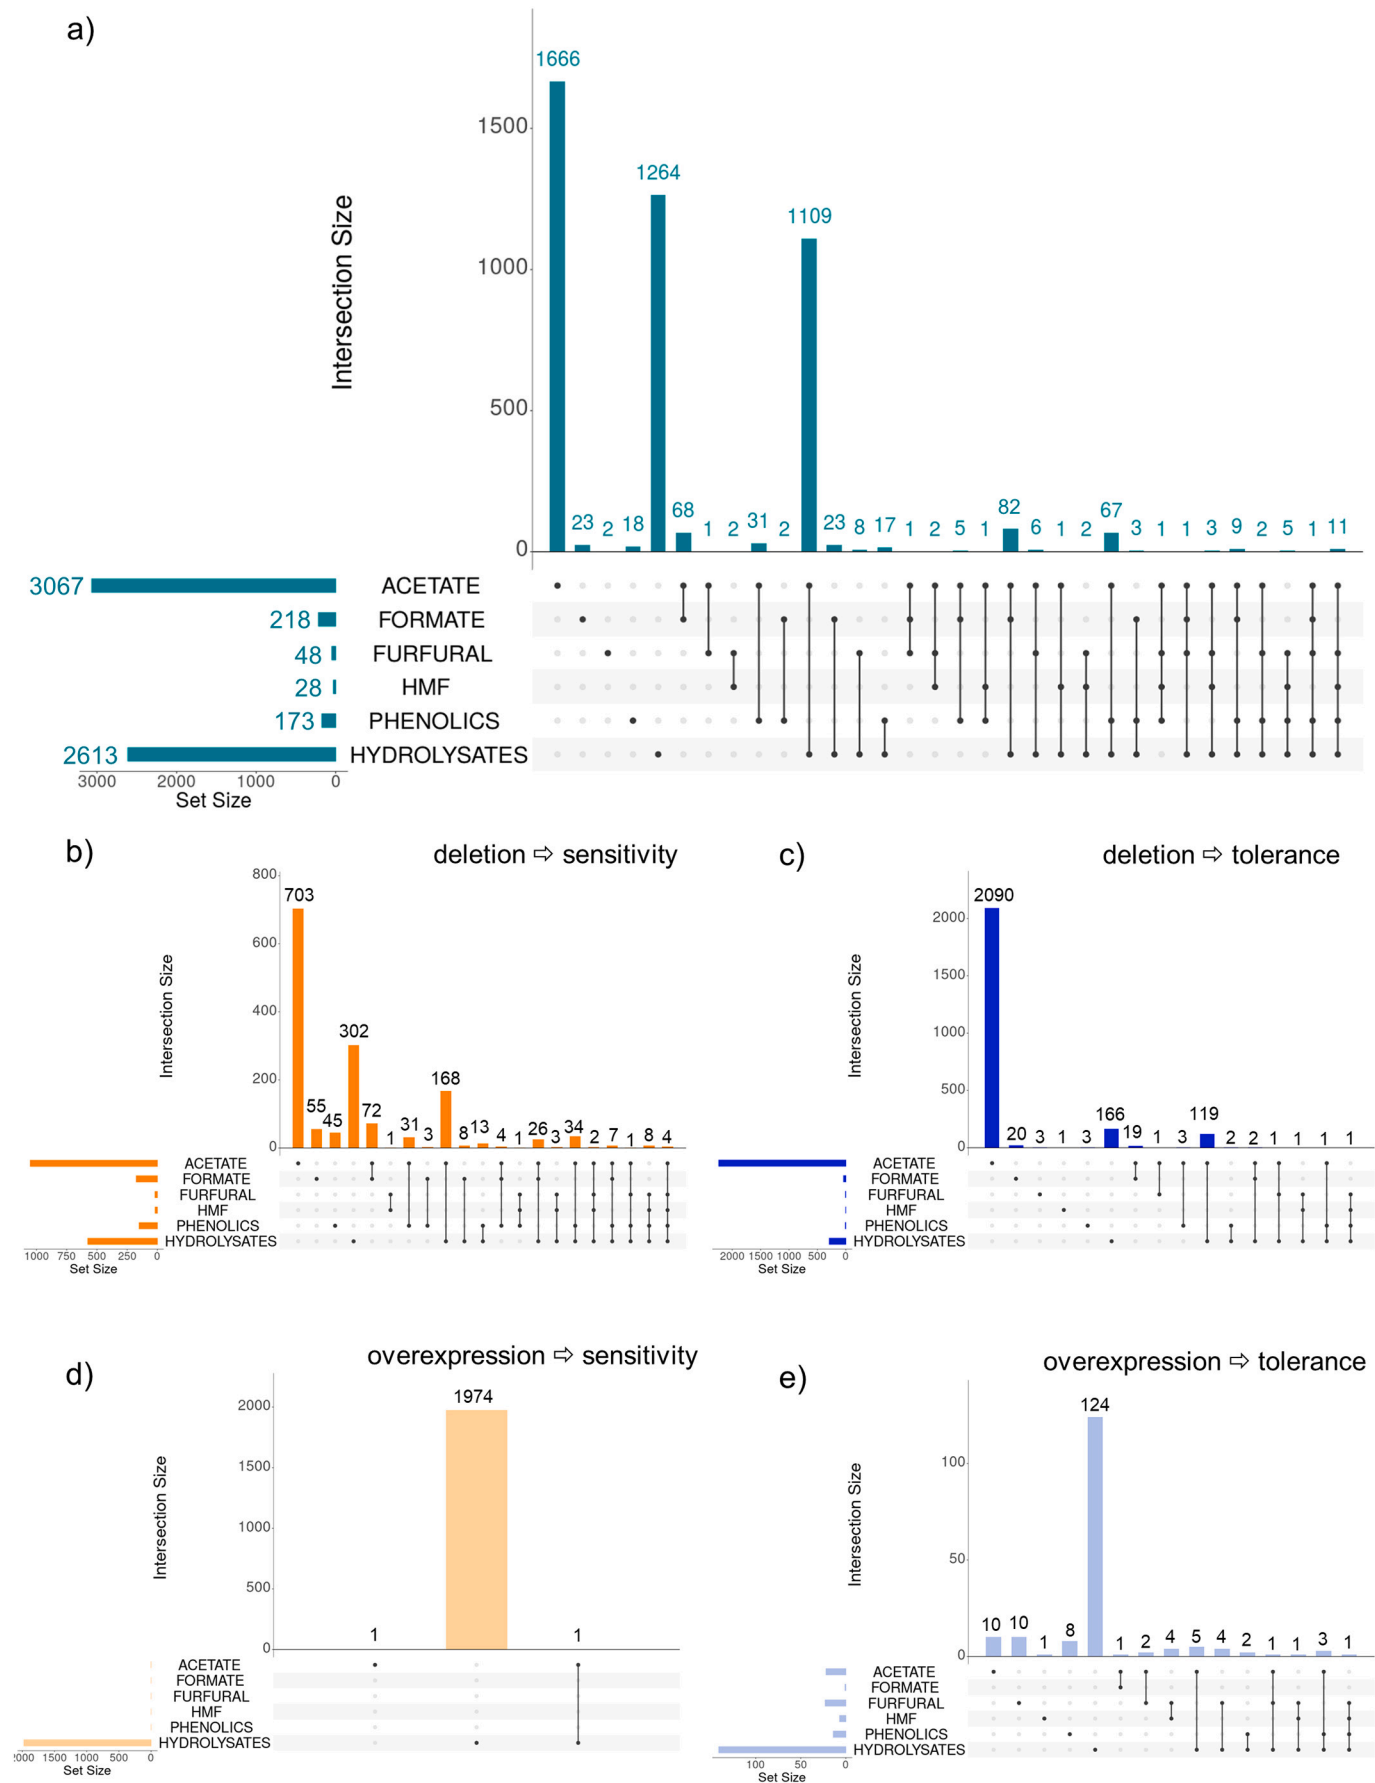 a)
1666
1264
1109
23 2 18 68 1 2 31 2 23 8 17 1 2 5 1 82 6 1 2 67 3 1 1 3 9 2 5 1 11
Intersection Size
1500
1000
500
0
3067 ACETATE
218 FORMATE
48 FURFURAL
28 HMF
173 PHENOLICS
2613 HYDROLYSATES
3000 2000 1000 0
Set Size
b)
deletion ⇨ sensitivity
800
600
400
200
0
Intersection Size
703 55 45 302 72 1 31 3 168 8 13 4 1 26 3 34 2 7 1 8 4
ACETATE
FORMATE
FURFURAL
HMF
PHENOLICS
HYDROLYSATES
1000 750 500 250 0
Set Size
c)
deletion ⇨ tolerance
2000
1500
1000
500
0
Intersection Size
2090 20 3 1 3 166 19 1 3 119 2 2 1 1 1 1
ACETATE
FORMATE
FURFURAL
HMF
PHENOLICS
HYDROLYSATES
2000 1500 1000 500 0
Set Size
d)
overexpression ⇨ sensitivity
2000
1500
1000
500
0
Intersection Size
1 1974 1
ACETATE
FORMATE
FURFURAL
HMF
PHENOLICS
HYDROLYSATES
2000 1500 1000 500 0
Set Size
e)
overexpression ⇨ tolerance
100
50
0
Intersection Size
10 10 1 8 124 1 2 4 5 4 2 1 1 3 1
ACETATE
FORMATE
FURFURAL
HMF
PHENOLICS
HYDROLYSATES
100 50 0
Set Size